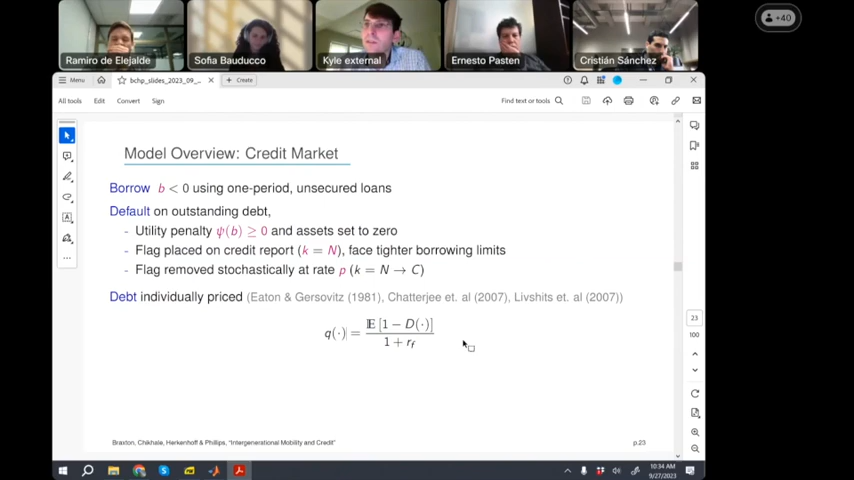 +40
Ramíro de Elejalde
Sofia Bauducco
Kyle external
Ernesto Pasten
Cristián Sánchez
Menu
bchp_slides_2023_09_...
+ Create
All tools
Edit
Convert
Sign
Find text or tools
Model Overview: Credit Market
Borrow b < 0 using one-period, unsecured loans
Default on outstanding debt,
- Utility penalty ψ(b) ≥ 0 and assets set to zero
- Flag placed on credit report (k = N), face tighter borrowing limits
- Flag removed stochastically at rate p (k = N → C)
Debt individually priced (Eaton & Gersovitz (1981), Chatterjee et. al (2007), Livshits et. al (2007))
q(·) = 𝔼 [1 − D(·)] / 1 + r_f
23
100
Braxton, Chikhale, Herkenhoff & Phillips, "Intergenerational Mobility and Credit"
p.23
10:34 AM
9/27/2023